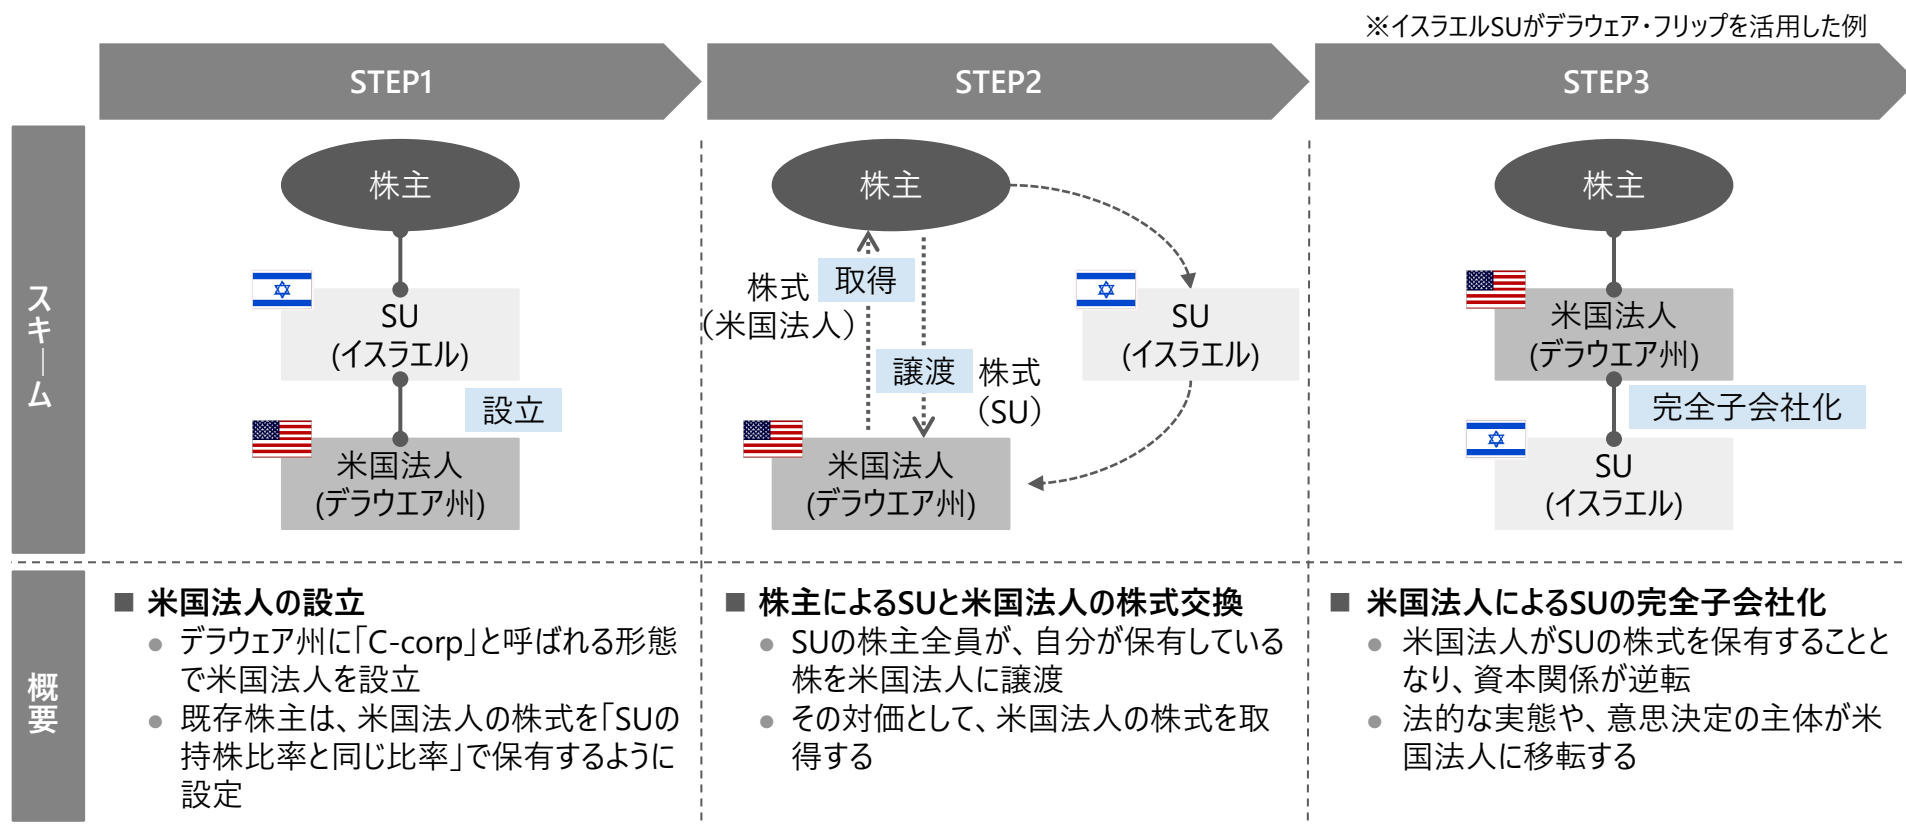 ※イスラエルSUがデラウェア・フリップを活用した例
STEP1
STEP2
STEP3
スキーム
株主
SU
(イスラエル)
設立
米国法人
(デラウエア州)
株主
取得
株式
（米国法人）
譲渡
株式
（SU）
SU
(イスラエル)
米国法人
(デラウエア州)
株主
米国法人
(デラウエア州)
完全子会社化
SU
(イスラエル)
概要
■ 米国法人の設立
● デラウェア州に「C-corp」と呼ばれる形態
で米国法人を設立
● 既存株主は、米国法人の株式を「SUの
持株比率と同じ比率」で保有するように
設定
■ 株主によるSUと米国法人の株式交換
● SUの株主全員が、自分が保有している
株を米国法人に譲渡
● その対価として、米国法人の株式を取
得する
■ 米国法人によるSUの完全子会社化
● 米国法人がSUの株式を保有することと
なり、資本関係が逆転
● 法的な実態や、意思決定の主体が米
国法人に移転する